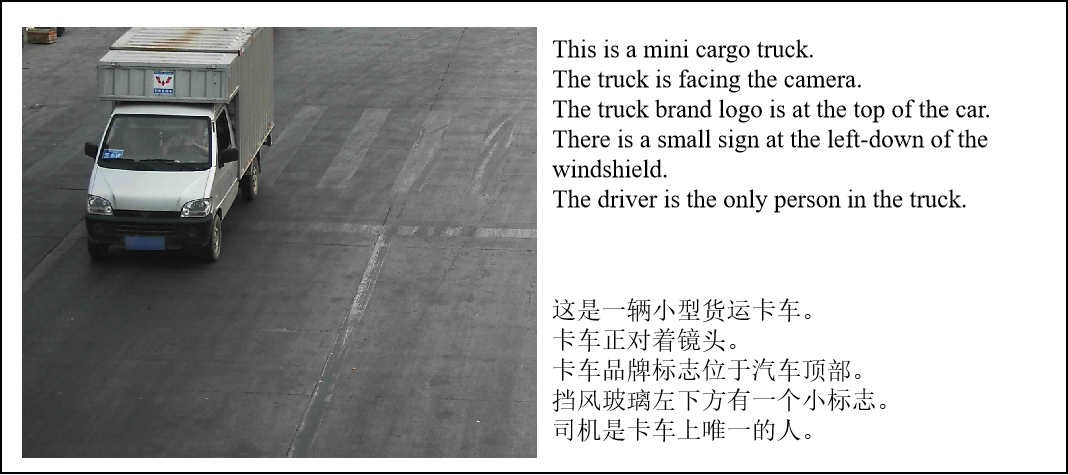 This is a mini cargo truck.
The truck is facing the camera.
The truck brand logo is at the top of the car.
There is a small sign at the left-down of the
windshield.
The driver is the only person in the truck.
这是一辆小型货运卡车。
卡车正对着镜头。
卡车品牌标志位于汽车顶部。
挡风玻璃左下方有一个小标志。
司机是卡车上唯一的人。